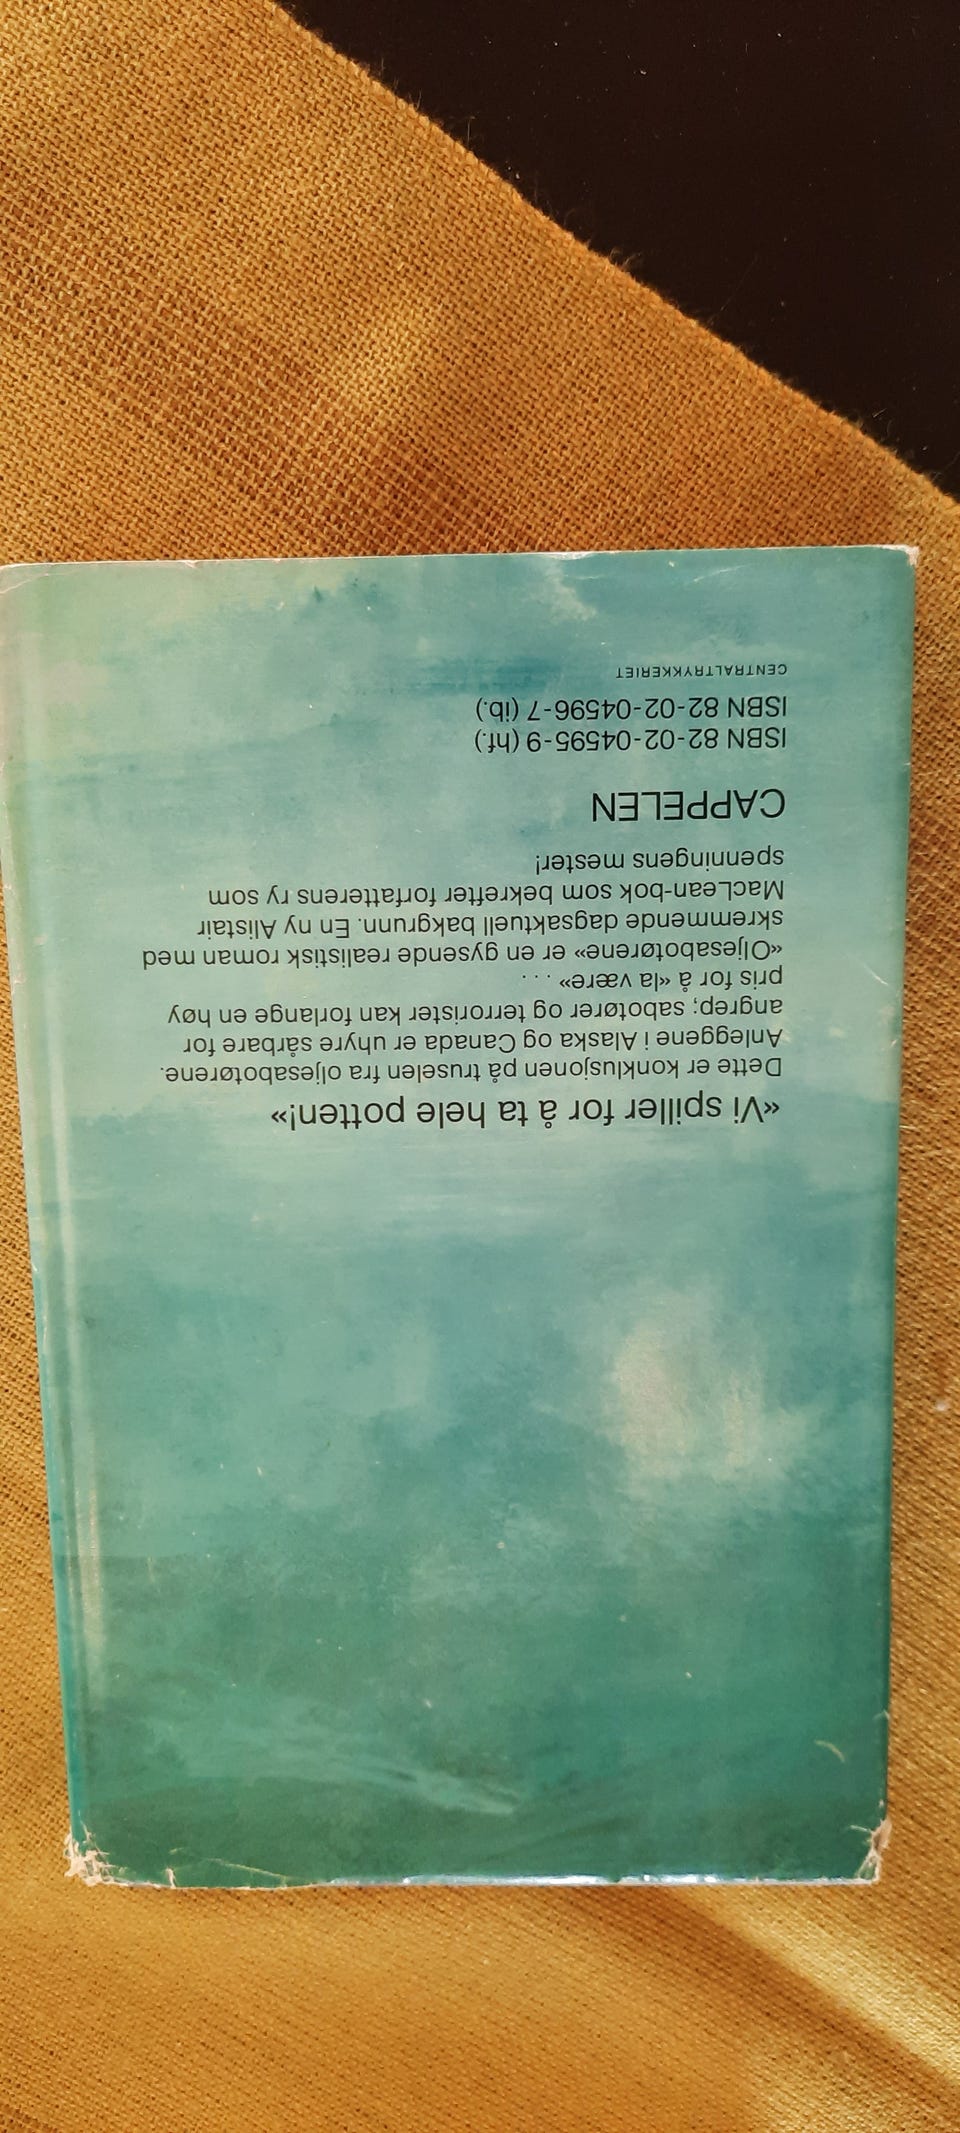 «Vi spiller for å ta hele potten!»
Dette er konklusjonen på truselen fra oljesabotørene.
Anleggene i Alaska og Canada er uhyre sårbare for
angrep; sabotører og terrorister kan forlange en høy
pris for å «la være» . . .
«Oljesabotørene» er en gysende realistisk roman med
skremmende dagsaktuell bakgrunn. En ny Alistair
MacLean-bok som bekrefter forfatterens ry som
spenningens mester!
CAPPELEN
ISBN 82-02-04595-9 (hf.)
ISBN 82-02-04596-7 (ib.)
CENTRALTRYKKERIET